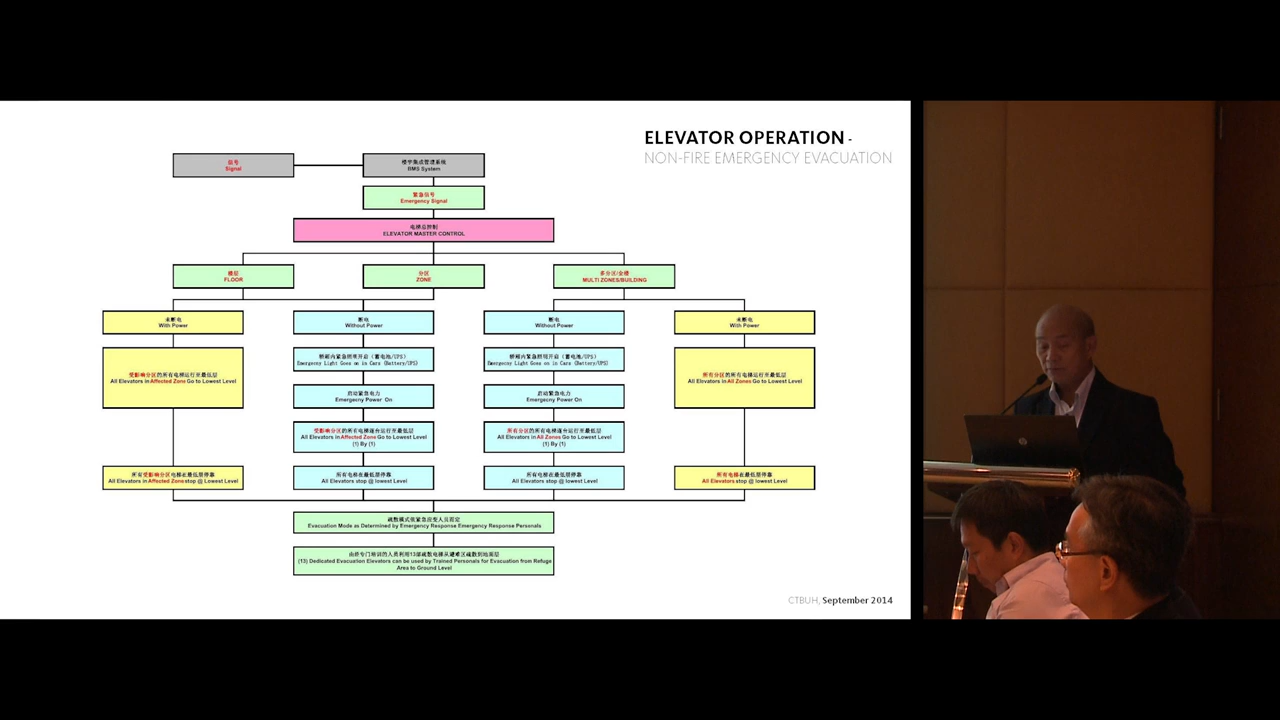 ELEVATOR OPERATION -
NON-FIRE EMERGENCY EVACUATION
信号
Signal
楼宇集成管理系统
RMS System
紧急信号
Emergency Signal
电梯总控制
ELEVATOR MASTER CONTROL
楼层
FLOOR
分区
ZONE
多分区/全楼
MULTI ZONES/BUILDING
未断电
With Power
断电
Without Power
断电
Without Power
未断电
With Power
受影响分区的所有电梯运行至最低层
All Elevators in Affected Zone Go to Lowest Level
轿厢内紧急照明开启（蓄电池/UPS）
Emergecny Light Goes on in Cars (Battery/UPS)
轿厢内紧急照明开启（蓄电池/UPS）
Emergecny Light Goes on in Cars (Battery/UPS)
所有分区的所有电梯运行至最低层
All Elevators in All Zones Go to Lowest Level
启动紧急电力
Emergecny Power On
启动紧急电力
Emergecny Power On
受影响分区的所有电梯逐台运行至最低层
All Elevators in Affected Zone Go to Lowest Level
(1) By (1)
所有分区的所有电梯逐台运行至最低层
All Elevators in All Zones Go to Lowest Level
(1) By (1)
所有受影响分区电梯在最低层停靠
All Elevators in Affected Zone stop @ Lowest Level
所有电梯在最低层停靠
All Elevators stop @ lowest Level
所有电梯在最低层停靠
All Elevators stop @ lowest Level
所有电梯在最低层停靠
All Elevators stop @ lowest Level
疏散模式依紧急应变人员而定
Evacuation Mode as Determined by Emergency Response Emergency Response Personals
由经专门培训的人员利用13部疏散电梯从避难区疏散到地面层
(13) Dedicated Evacuation Elevators can be used by Trained Personals for Evacuation from Refuge
Area to Ground Level
CTBUH, September 2014